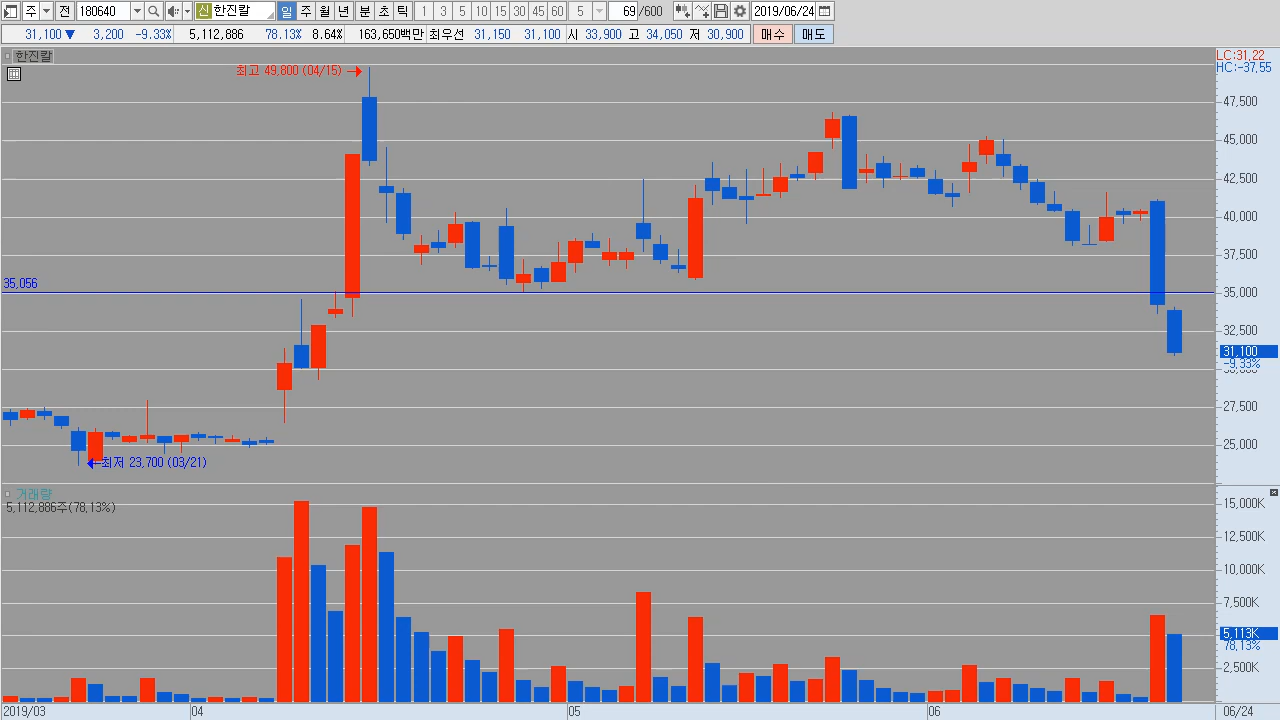 주 전 180640 신 한진칼 일 주 월 년 분 초 틱 1 3 5 10 15 30 45 60 5 69 /600 2019/06/24
31,100 ▼ 3,200 -9.33% 5,112,886 78.13% 8.64% 163,650백만 최우선 31,150 31,100 시 33,900 고 34,050 저 30,900 매수 매도
한진칼
LC:31.22
HC:-37.55
최고 49,800 (04/15)
47,500
45,000
42,500
40,000
37,500
35,056
35,000
32,500
31,100
-9.33%
30,000
27,500
25,000
최저 23,700 (03/21)
거래량
5,112,886주(78.13%)
15,000K
12,500K
10,000K
7,500K
5,113K
78.13%
2,500K
2019/03 04 05 06 06/24